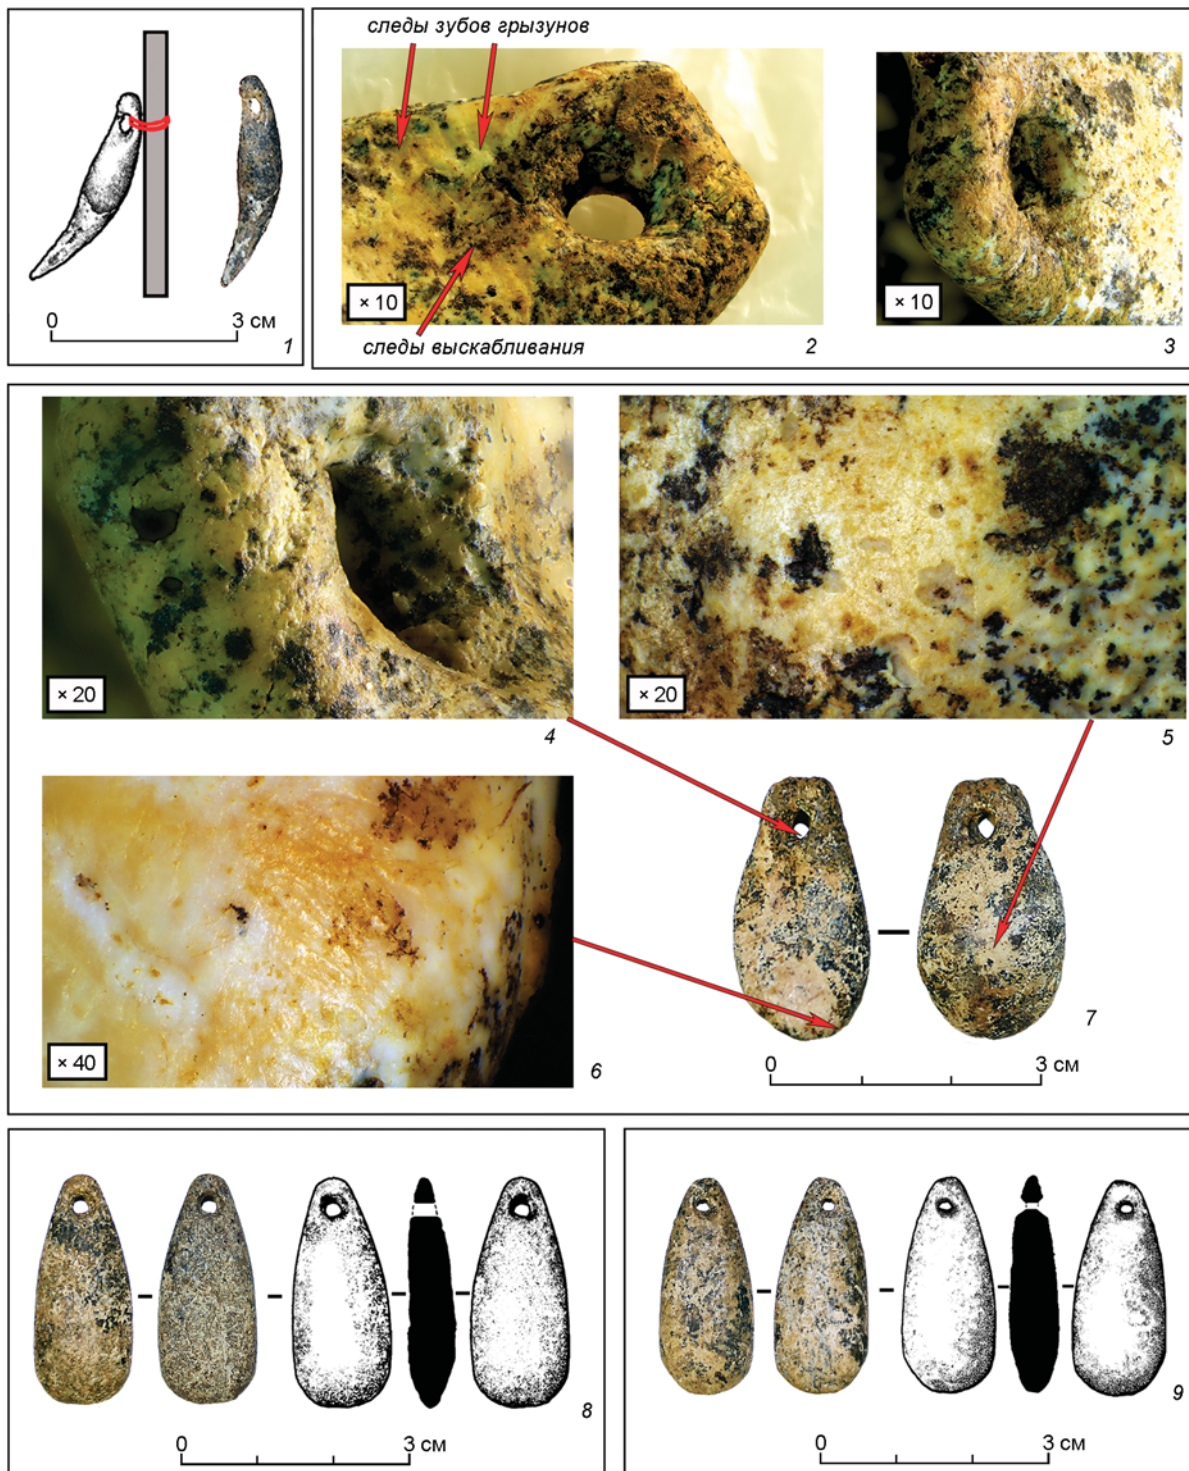 0 3 см
1
следы зубов грызунов
× 10
следы выскабливания
2
× 10
3
× 20
4
× 20
5
× 40
6
7
0 3 см
8
0 3 см
9
0 3 см